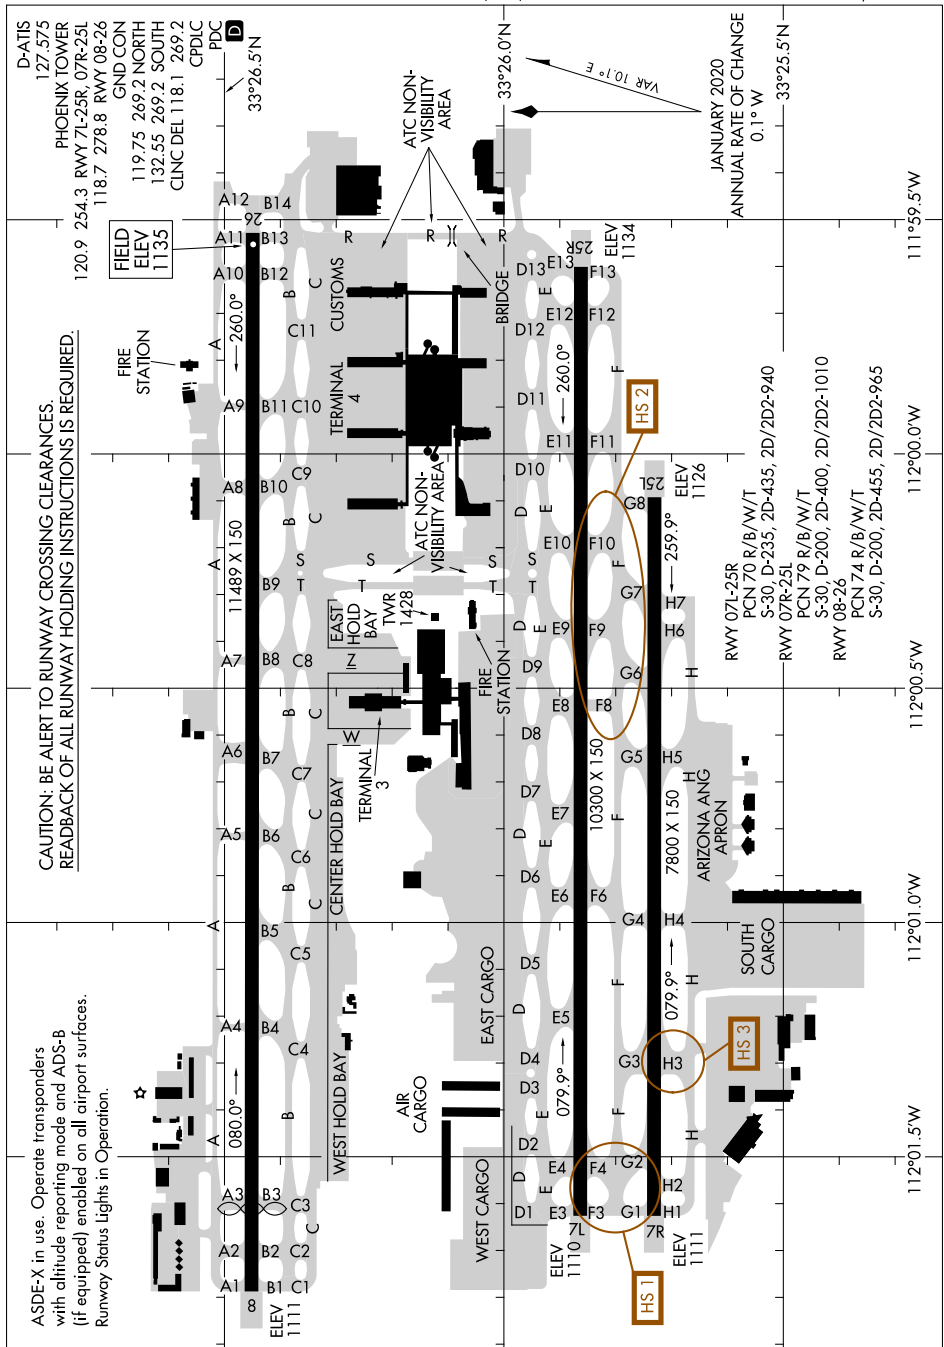 D-ATIS
127.575
PHOENIX TOWER
120.9 254.3 RWY 7L-25R, 07R-25L
118.7 278.8 RWY 08-26
GND CON
119.75 269.2 NORTH
132.55 269.2 SOUTH
CLNC DEL 118.1 269.2
CPDLC
PDC
D
CAUTION: BE ALERT TO RUNWAY CROSSING CLEARANCES.
READBACK OF ALL RUNWAY HOLDING INSTRUCTIONS IS REQUIRED.
ASDE-X in use. Operate transponders
with altitude reporting mode and ADS-B
(if equipped) enabled on all airport surfaces.
Runway Status Lights in Operation.
33°26.5'N
33°26.0'N
33°25.5'N
VAR 10.1° E
JANUARY 2020
ANNUAL RATE OF CHANGE
0.1° W
FIELD
ELEV
1135
FIRE
STATION
A1
A2
A3
A
A4
A
A5
A6
A7
A
A8
A9
A
A10
A11
A12
8
080.0°
11489 X 150
260.0°
26
ELEV
1111
B1
B2
B3
B
B4
B5
B
B6
B7
B
B8
B9
B
B10
B11
B
B12
B13
B14
C1
C2
C3
C
C4
C5
C
C6
C
C7
C
C8
C
C9
C10
C11
C
S
T
S
T
S
T
S
T
R
R
R
WEST HOLD BAY
CENTER HOLD BAY
W
Z
EAST
HOLD
BAY
TERMINAL
3
TWR
1428
FIRE
STATION
ATC NON-
VISIBILITY AREA
TERMINAL
4
CUSTOMS
BRIDGE
ATC NON-
VISIBILITY
AREA
AIR
CARGO
WEST CARGO
EAST CARGO
D1
D
D2
D3
D4
D
D5
D6
D
D7
D8
D9
D
D10
D
D11
D12
D13
E3
E
E4
E
E5
E6
E
E7
E8
E9
E
E10
E
E11
E12
E
E13
7L
079.9°
10300 X 150
260.0°
25R
ELEV
1110
ELEV
1134
F3
F4
F
F
F6
F
F8
F9
F
F10
F11
F
F12
F13
G1
G2
G3
G4
G5
G6
G7
G8
7R
079.9°
7800 X 150
259.9°
25L
ELEV
1111
ELEV
1126
H1
H2
H
H3
H
H4
H5
H
H
H6
H7
HS 1
HS 2
HS 3
SOUTH
CARGO
ARIZONA ANG
APRON
RWY 07L-25R
PCN 70 R/B/W/T
S-30, D-235, 2D-435, 2D/2D2-940
RWY 07R-25L
PCN 79 R/B/W/T
S-30, D-200, 2D-400, 2D/2D2-1010
RWY 08-26
PCN 74 R/B/W/T
S-30, D-200, 2D-455, 2D/2D2-965
112°01.5'W
112°01.0'W
112°00.5'W
112°00.0'W
111°59.5'W